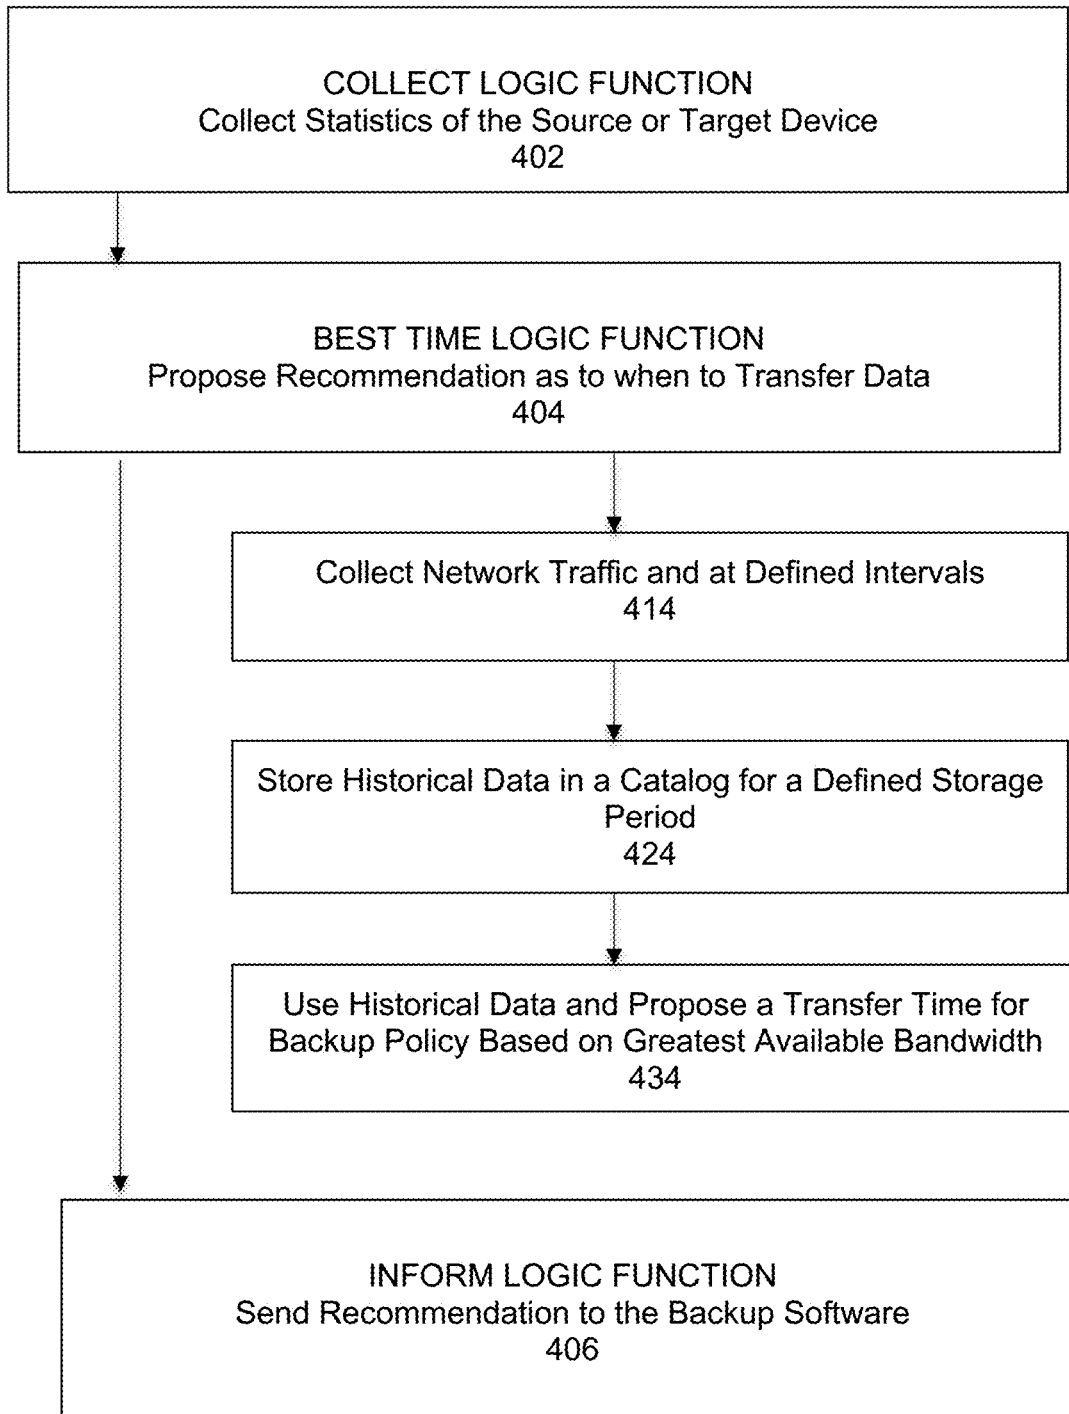 COLLECT LOGIC FUNCTION
Collect Statistics of the Source or Target Device
402
BEST TIME LOGIC FUNCTION
Propose Recommendation as to when to Transfer Data
404
Collect Network Traffic and at Defined Intervals
414
Store Historical Data in a Catalog for a Defined Storage
Period
424
Use Historical Data and Propose a Transfer Time for
Backup Policy Based on Greatest Available Bandwidth
434
INFORM LOGIC FUNCTION
Send Recommendation to the Backup Software
406